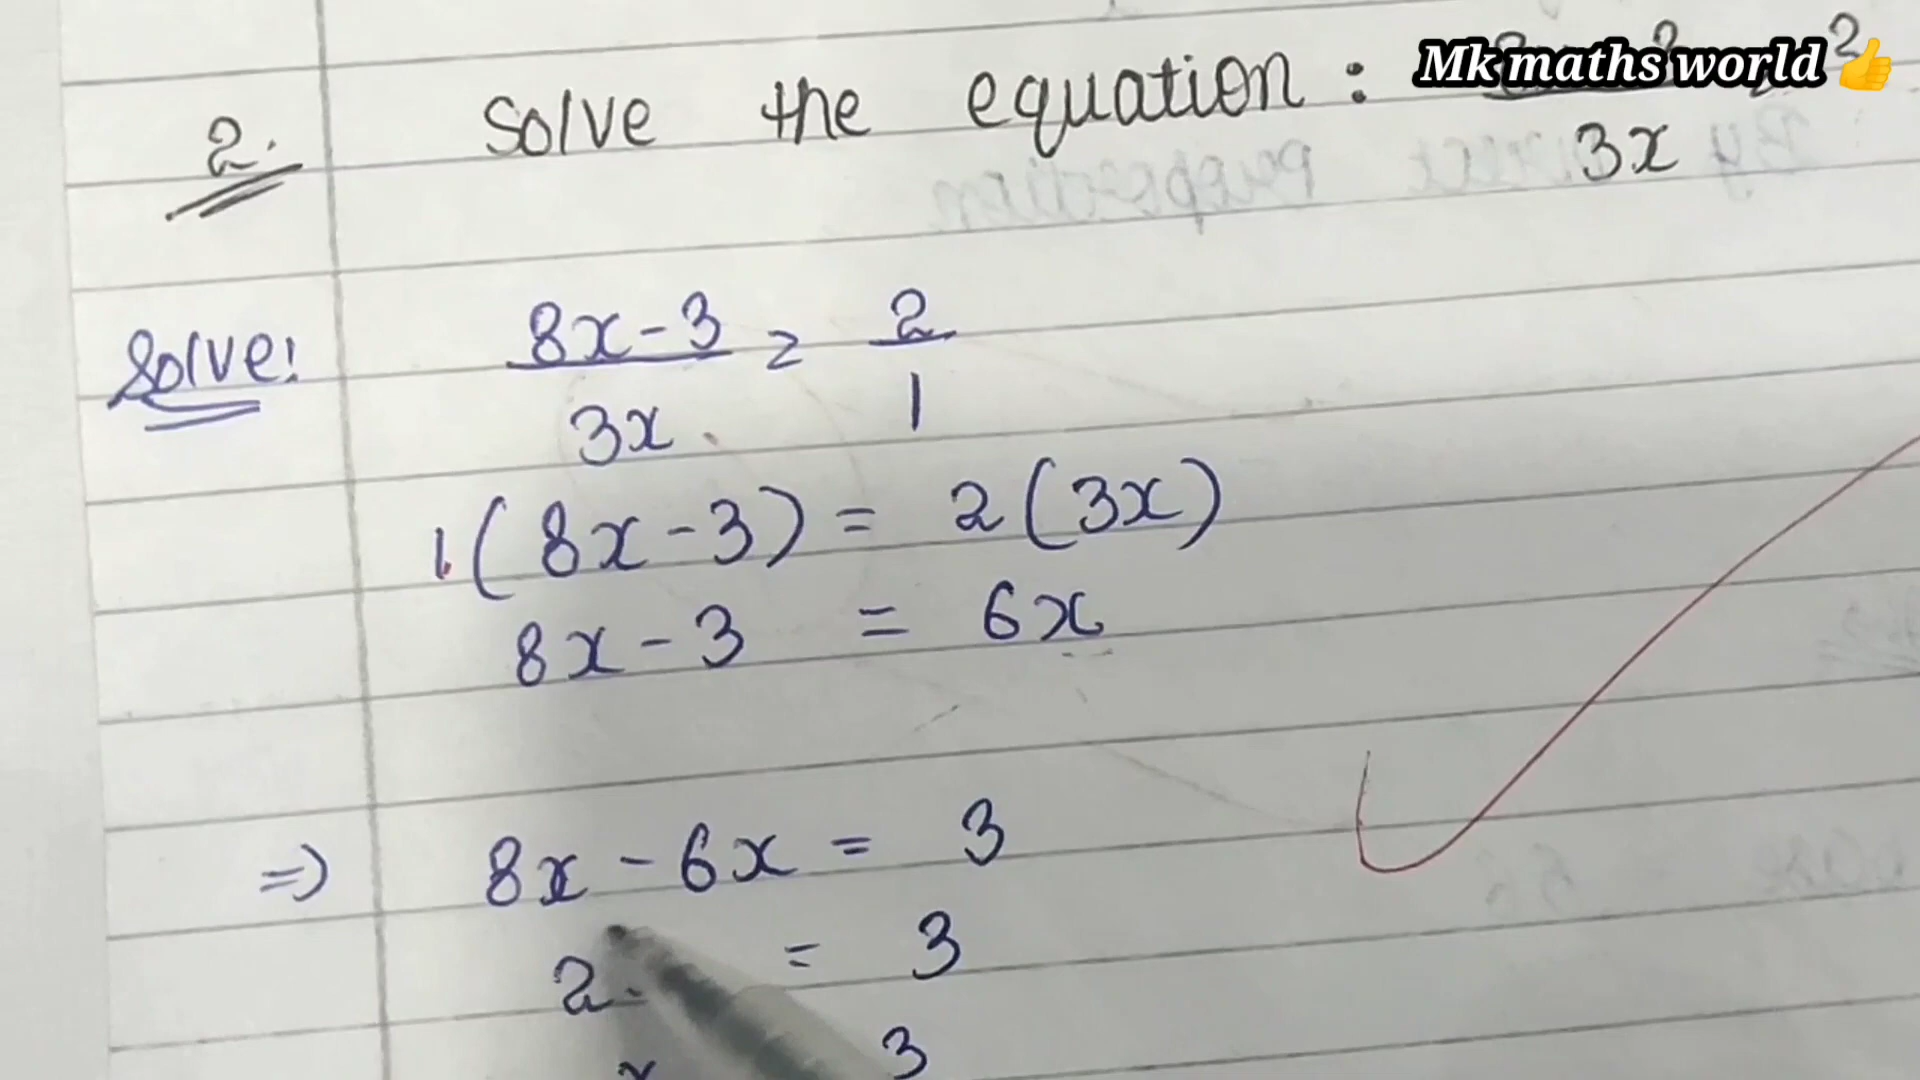 Mk maths world 👍
2. Solve the equation : 2
3x
Solve! 8x-3 = 2
3x 1
1.(8x-3) = 2(3x)
8x-3 = 6x
=> 8x-6x = 3
2 = 3
x 3